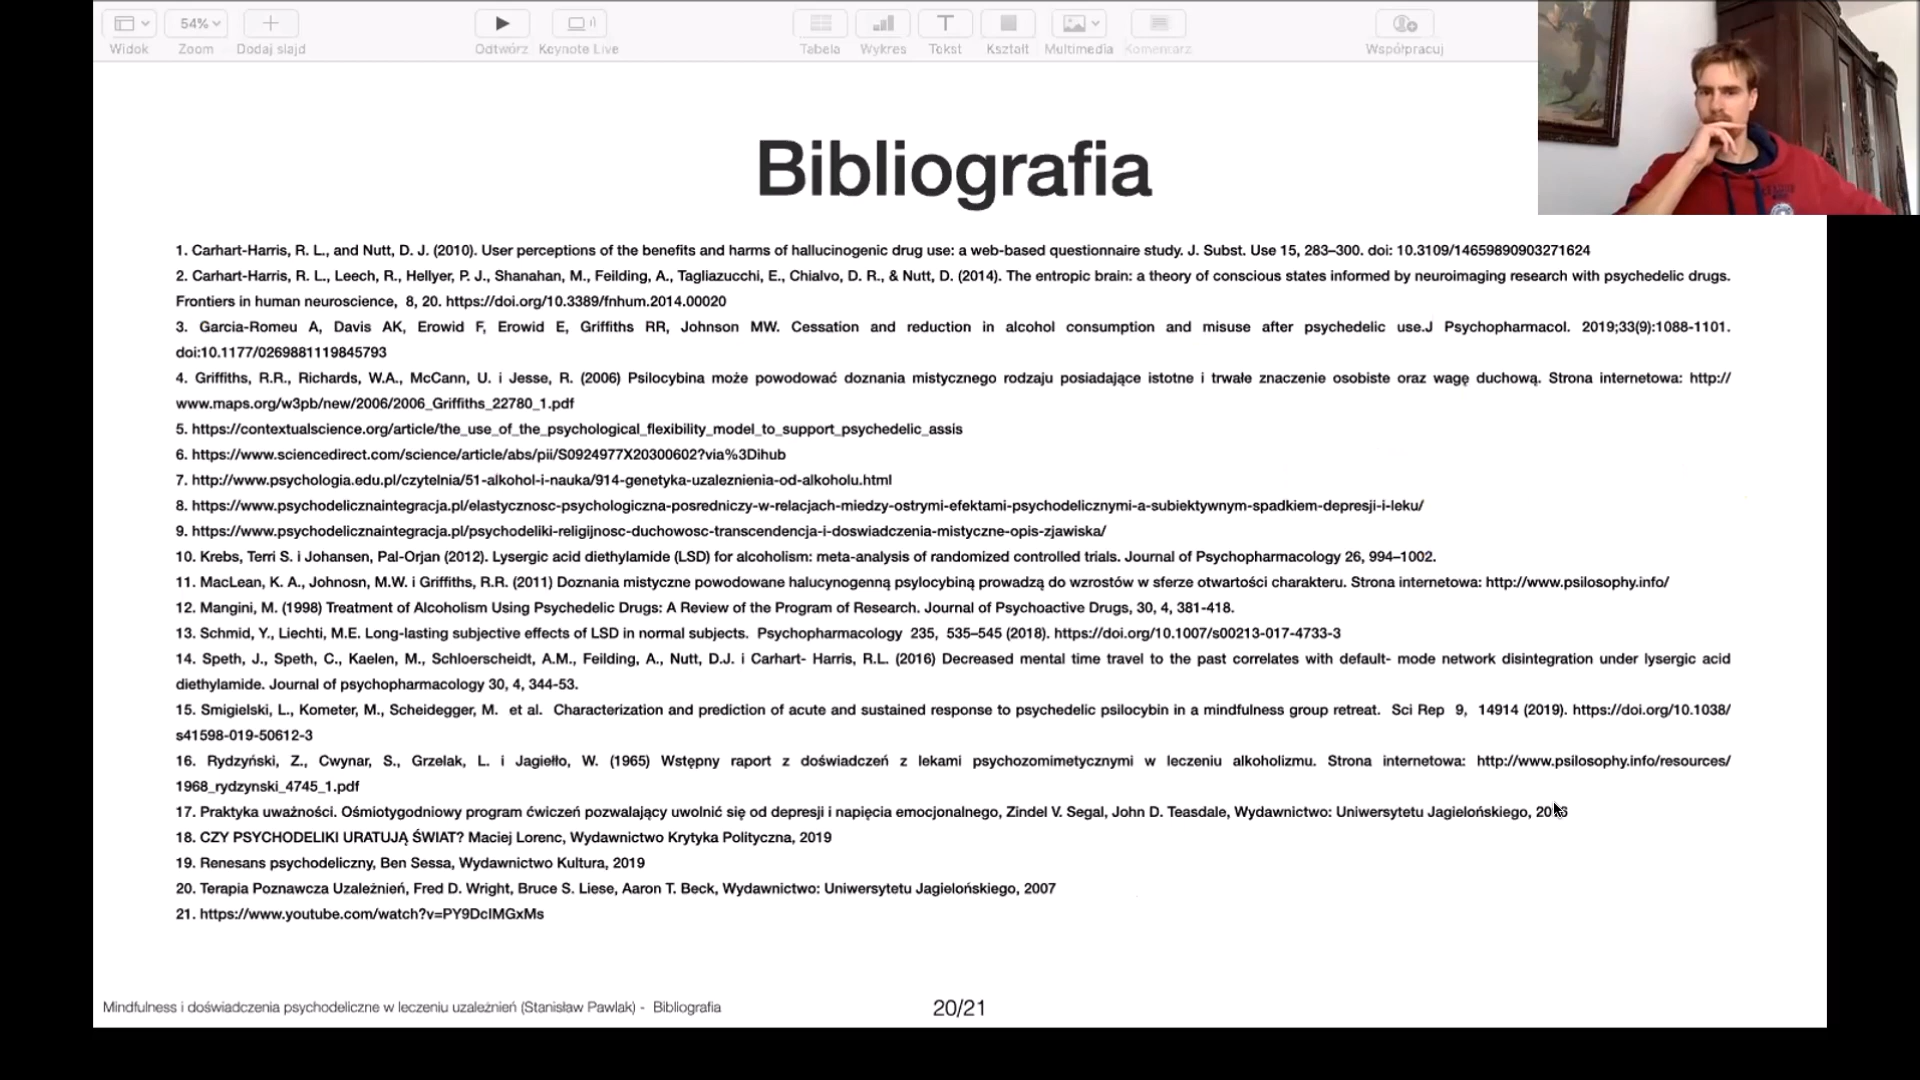 54%
Widok Zoom Dodaj slajd Odtwórz Keynote Live Tabela Wykres Tekst Kształt Multimedia Komentarz Współpracuj
Bibliografia
1. Carhart-Harris, R. L., and Nutt, D. J. (2010). User perceptions of the benefits and harms of hallucinogenic drug use: a web-based questionnaire study. J. Subst. Use 15, 283–300. doi: 10.3109/14659890903271624
2. Carhart-Harris, R. L., Leech, R., Hellyer, P. J., Shanahan, M., Feilding, A., Tagliazucchi, E., Chialvo, D. R., & Nutt, D. (2014). The entropic brain: a theory of conscious states informed by neuroimaging research with psychedelic drugs.
Frontiers in human neuroscience, 8, 20. https://doi.org/10.3389/fnhum.2014.00020
3. Garcia-Romeu A, Davis AK, Erowid F, Erowid E, Griffiths RR, Johnson MW. Cessation and reduction in alcohol consumption and misuse after psychedelic use.J Psychopharmacol. 2019;33(9):1088-1101.
doi:10.1177/0269881119845793
4. Griffiths, R.R., Richards, W.A., McCann, U. i Jesse, R. (2006) Psilocybina może powodować doznania mistycznego rodzaju posiadające istotne i trwałe znaczenie osobiste oraz wagę duchową. Strona internetowa: http://
www.maps.org/w3pb/new/2006/2006_Griffiths_22780_1.pdf
5. https://contextualscience.org/article/the_use_of_the_psychological_flexibility_model_to_support_psychedelic_assis
6. https://www.sciencedirect.com/science/article/abs/pii/S0924977X20300602?via%3Dihub
7. http://www.psychologia.edu.pl/czytelnia/51-alkohol-i-nauka/914-genetyka-uzaleznienia-od-alkoholu.html
8. https://www.psychodelicznaintegracja.pl/elastycznosc-psychologiczna-posredniczy-w-relacjach-miedzy-ostrymi-efektami-psychodelicznymi-a-subiektywnym-spadkiem-depresji-i-leku/
9. https://www.psychodelicznaintegracja.pl/psychodeliki-religijnosc-duchowosc-transcendencja-i-doswiadczenia-mistyczne-opis-zjawiska/
10. Krebs, Terri S. i Johansen, Pal-Orjan (2012). Lysergic acid diethylamide (LSD) for alcoholism: meta-analysis of randomized controlled trials. Journal of Psychopharmacology 26, 994–1002.
11. MacLean, K. A., Johnosn, M.W. i Griffiths, R.R. (2011) Doznania mistyczne powodowane halucynogenną psylocybiną prowadzą do wzrostów w sferze otwartości charakteru. Strona internetowa: http://www.psilosophy.info/
12. Mangini, M. (1998) Treatment of Alcoholism Using Psychedelic Drugs: A Review of the Program of Research. Journal of Psychoactive Drugs, 30, 4, 381-418.
13. Schmid, Y., Liechti, M.E. Long-lasting subjective effects of LSD in normal subjects. Psychopharmacology 235, 535–545 (2018). https://doi.org/10.1007/s00213-017-4733-3
14. Speth, J., Speth, C., Kaelen, M., Schloerscheidt, A.M., Feilding, A., Nutt, D.J. i Carhart- Harris, R.L. (2016) Decreased mental time travel to the past correlates with default- mode network disintegration under lysergic acid
diethylamide. Journal of psychopharmacology 30, 4, 344-53.
15. Smigielski, L., Kometer, M., Scheidegger, M. et al. Characterization and prediction of acute and sustained response to psychedelic psilocybin in a mindfulness group retreat. Sci Rep 9, 14914 (2019). https://doi.org/10.1038/
s41598-019-50612-3
16. Rydzyński, Z., Cwynar, S., Grzelak, L. i Jagiełło, W. (1965) Wstępny raport z doświadczeń z lekami psychozomimetycznymi w leczeniu alkoholizmu. Strona internetowa: http://www.psilosophy.info/resources/
1968_rydzynski_4745_1.pdf
17. Praktyka uważności. Ośmiotygodniowy program ćwiczeń pozwalający uwolnić się od depresji i napięcia emocjonalnego, Zindel V. Segal, John D. Teasdale, Wydawnictwo: Uniwersytetu Jagielońskiego,
18. CZY PSYCHODELIKI URATUJĄ ŚWIAT? Maciej Lorenc, Wydawnictwo Krytyka Polityczna, 2019
19. Renesans psychodeliczny, Ben Sessa, Wydawnictwo Kultura, 2019
20. Terapia Poznawcza Uzależnień, Fred D. Wright, Bruce S. Liese, Aaron T. Beck, Wydawnictwo: Uniwersytetu Jagielońskiego, 2007
21. https://www.youtube.com/watch?v=PY9DcIMGxMs
Mindfulness i doświadczenia psychodeliczne w leczeniu uzależnień (Stanisław Pawlak) - Bibliografia
20/21